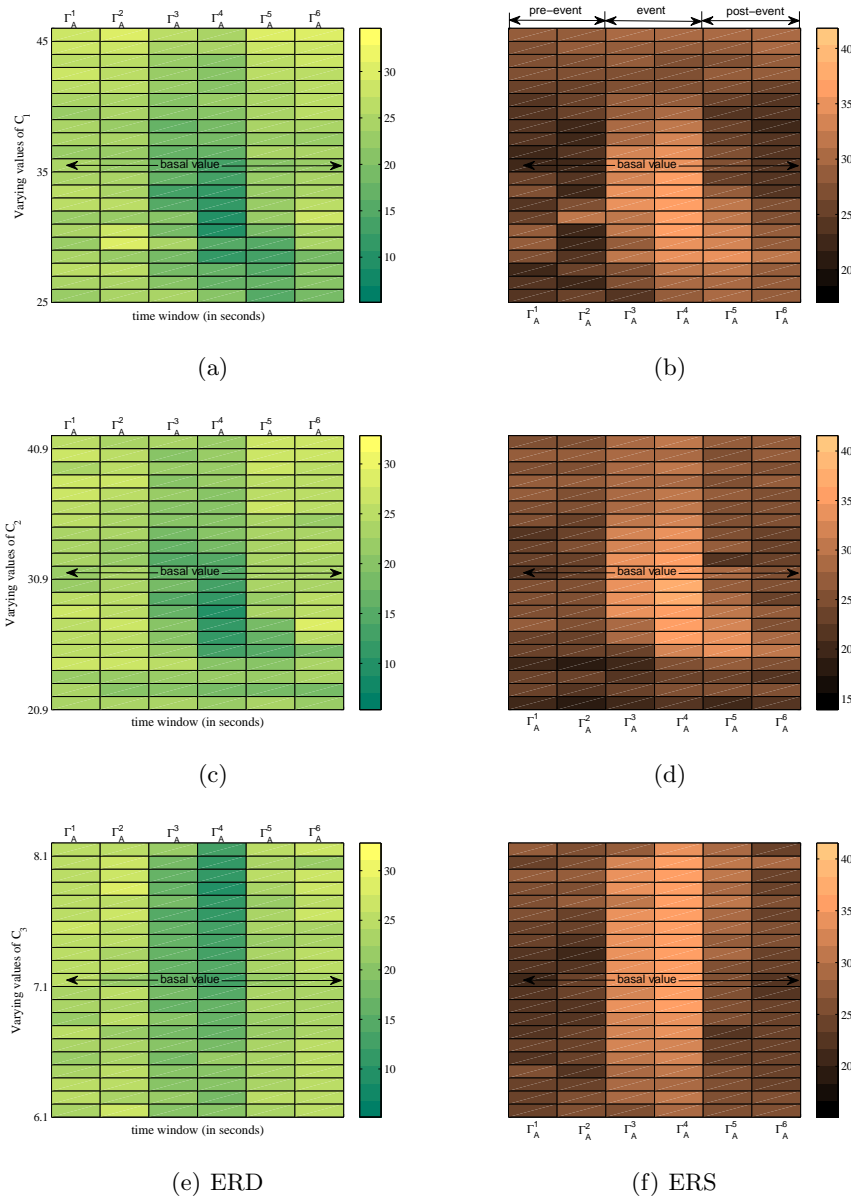 pre−event event post−event
Γ_A^1 Γ_A^2 Γ_A^3 Γ_A^4 Γ_A^5 Γ_A^6
45
35
25
Varying values of C_1
basal value
time window (in seconds)
30
25
20
15
10
(a)
basal value
Γ_A^1 Γ_A^2 Γ_A^3 Γ_A^4 Γ_A^5 Γ_A^6
40
35
30
25
20
(b)
Γ_A^1 Γ_A^2 Γ_A^3 Γ_A^4 Γ_A^5 Γ_A^6
40.9
30.9
20.9
Varying values of C_2
basal value
time window (in seconds)
30
25
20
15
10
(c)
basal value
Γ_A^1 Γ_A^2 Γ_A^3 Γ_A^4 Γ_A^5 Γ_A^6
40
35
30
25
20
15
(d)
Γ_A^1 Γ_A^2 Γ_A^3 Γ_A^4 Γ_A^5 Γ_A^6
8.1
7.1
6.1
Varying values of C_3
basal value
time window (in seconds)
30
25
20
15
10
(e) ERD
basal value
Γ_A^1 Γ_A^2 Γ_A^3 Γ_A^4 Γ_A^5 Γ_A^6
40
35
30
25
20
(f) ERS